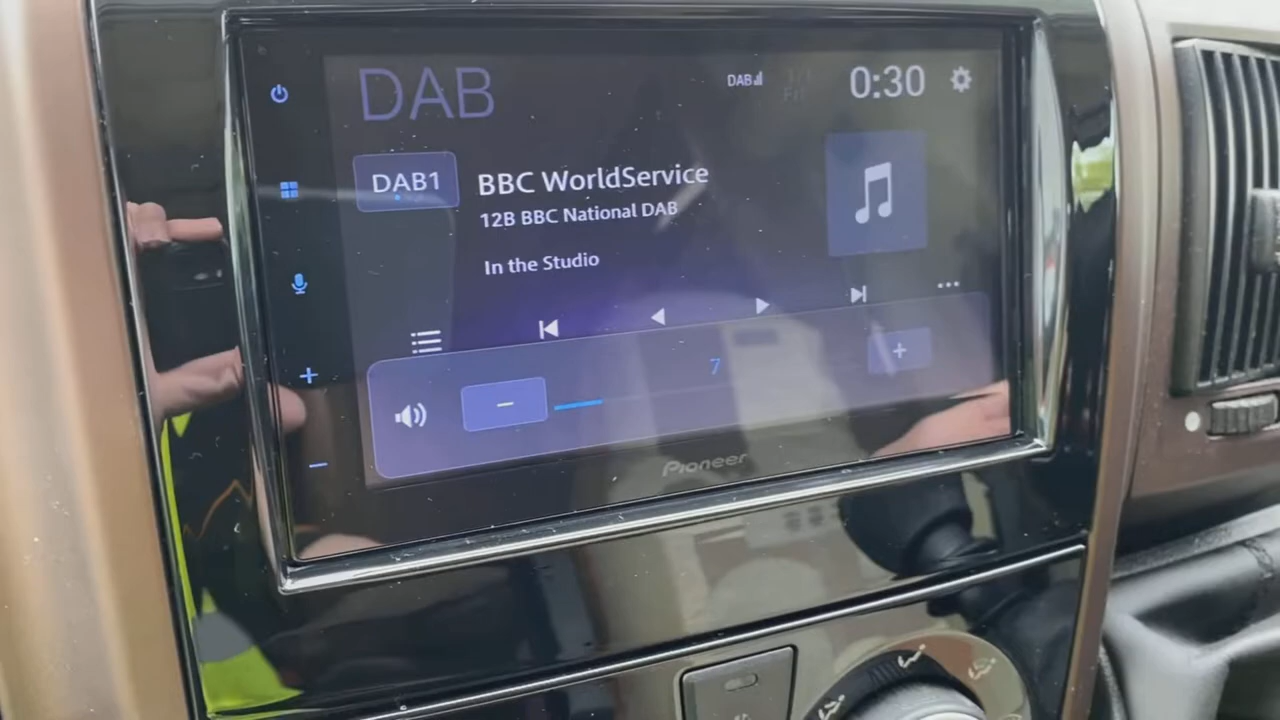 DAB
DAB
0:30
DAB1
BBC WorldService
12B BBC National DAB
In the Studio
7
Pioneer